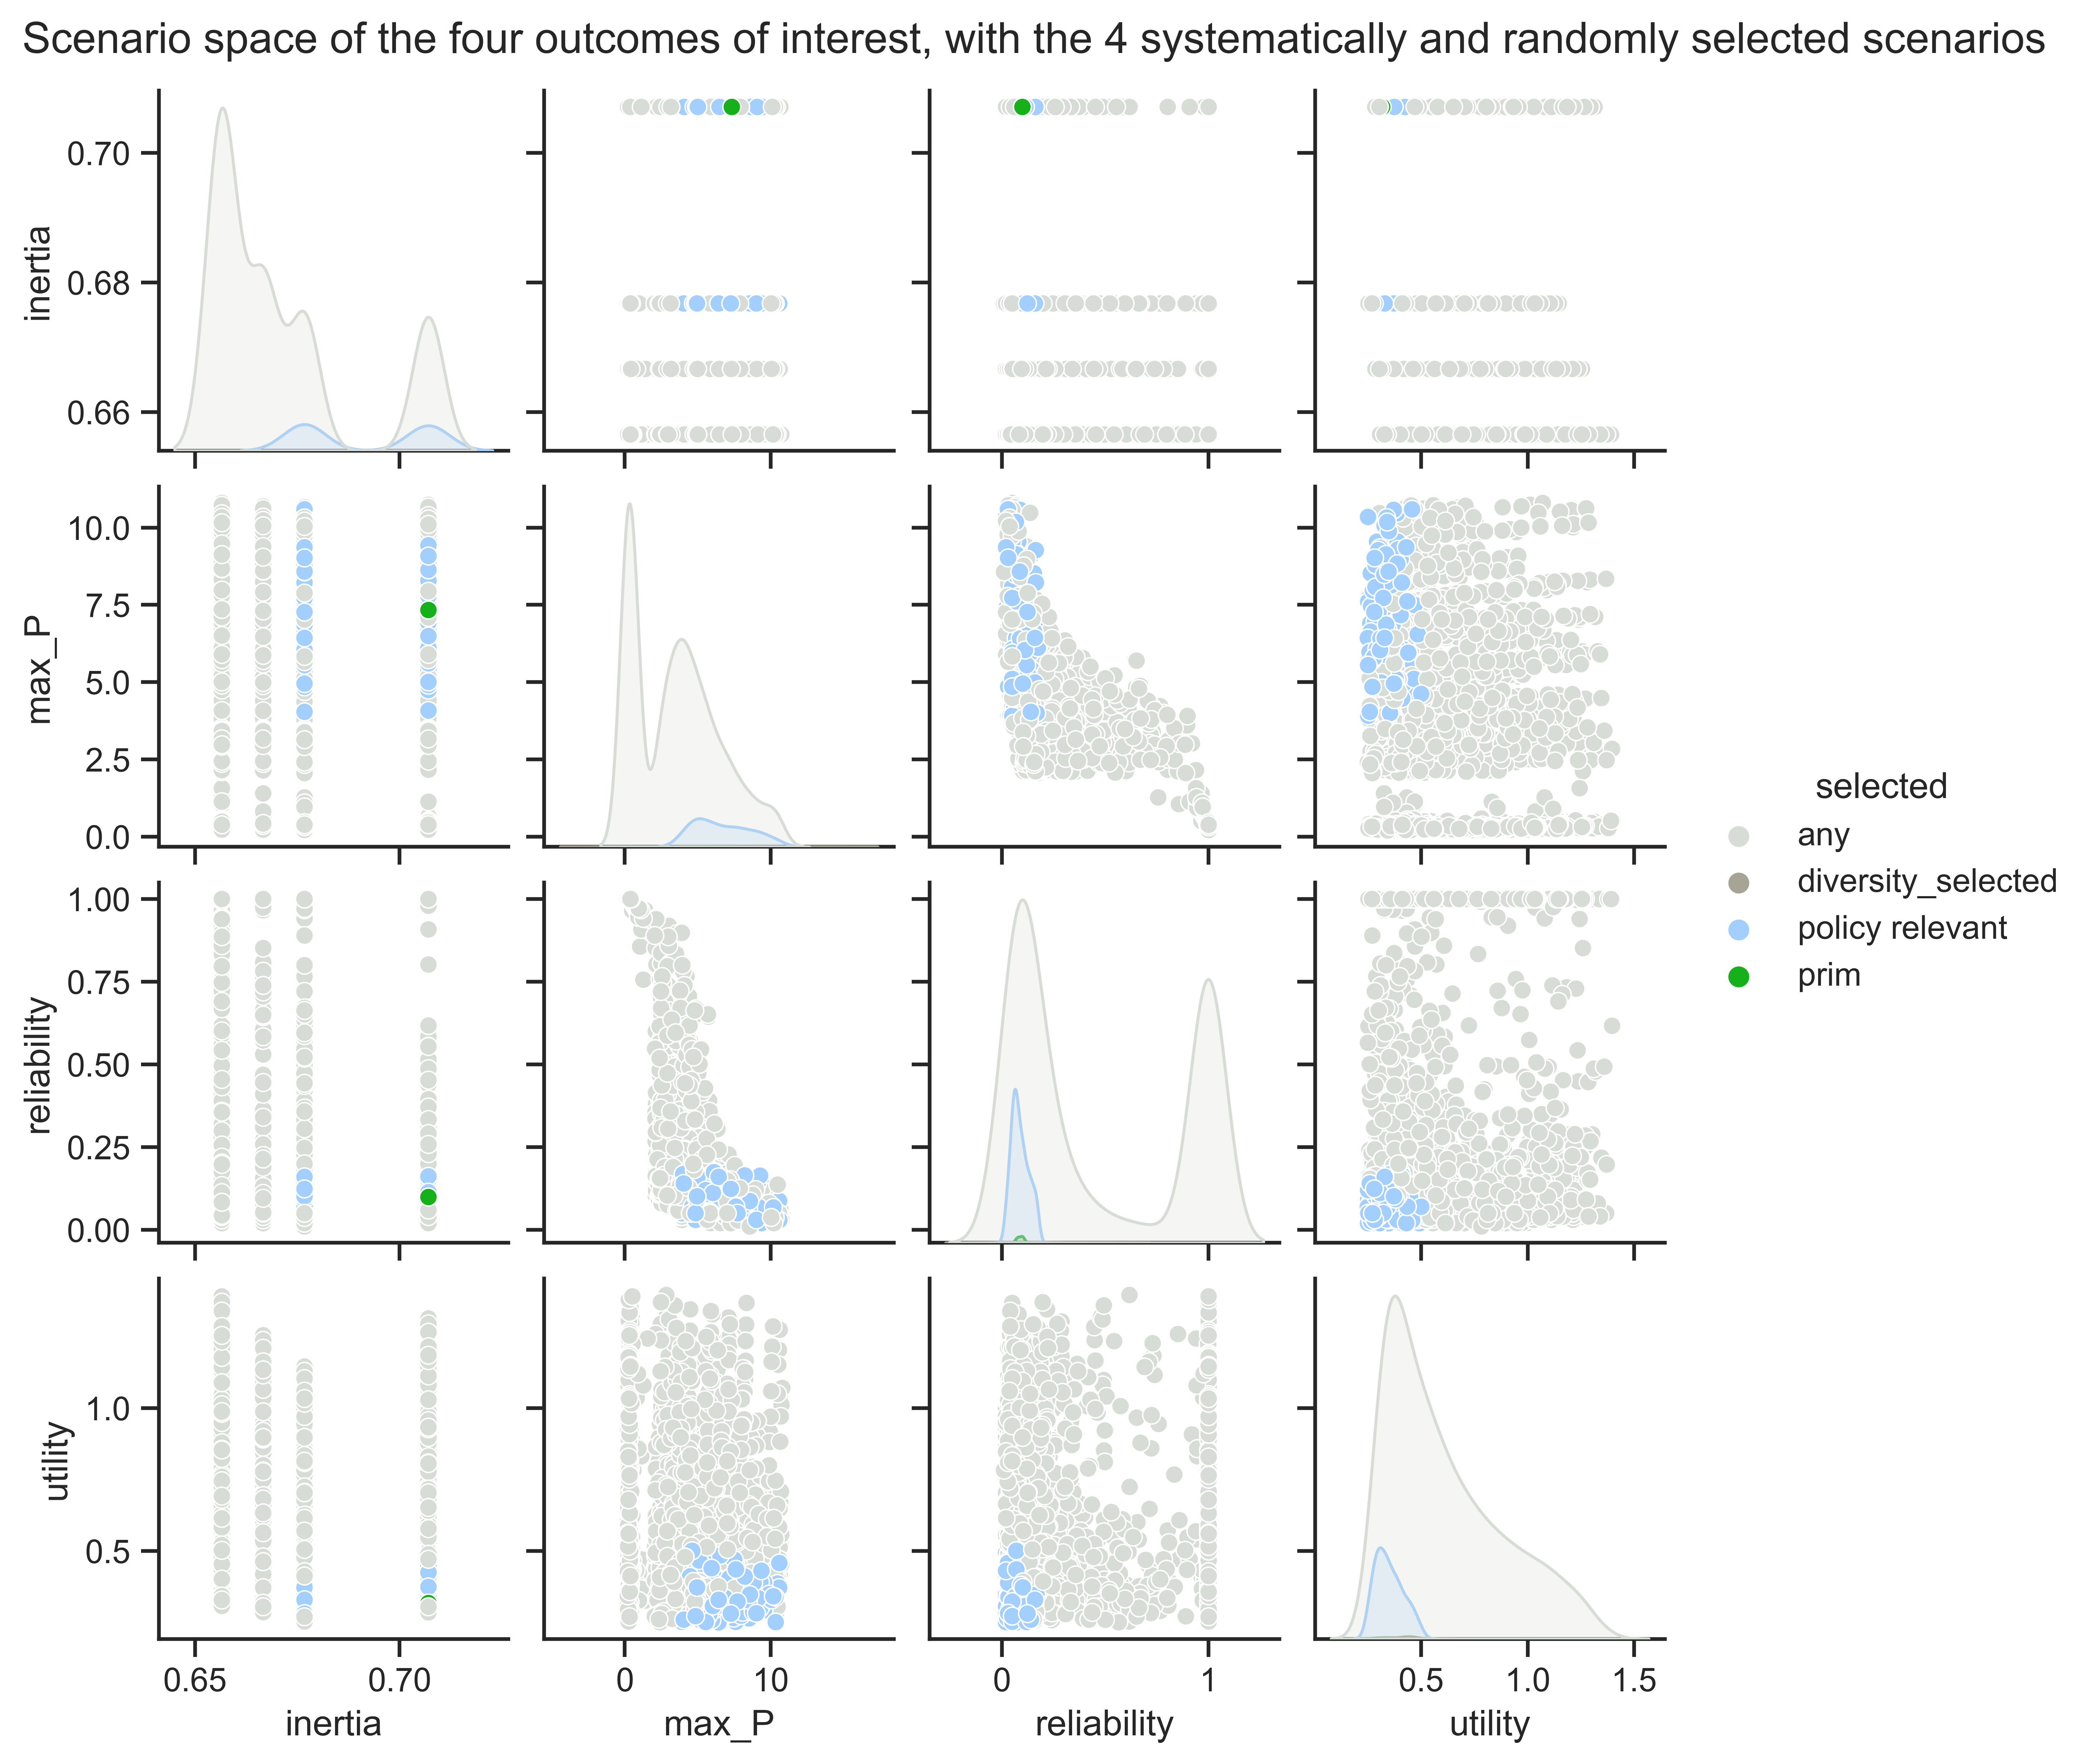 Scenario space of the four outcomes of interest, with the 4 systematically and randomly selected scenarios
inertia
0.70
0.68
0.66
max_P
10.0
7.5
5.0
2.5
0.0
reliability
1.00
0.75
0.50
0.25
0.00
utility
1.0
0.5
0.65 0.70
0 10
0 1
0.5 1.0 1.5
inertia
max_P
reliability
utility
selected
any
diversity_selected
policy relevant
prim